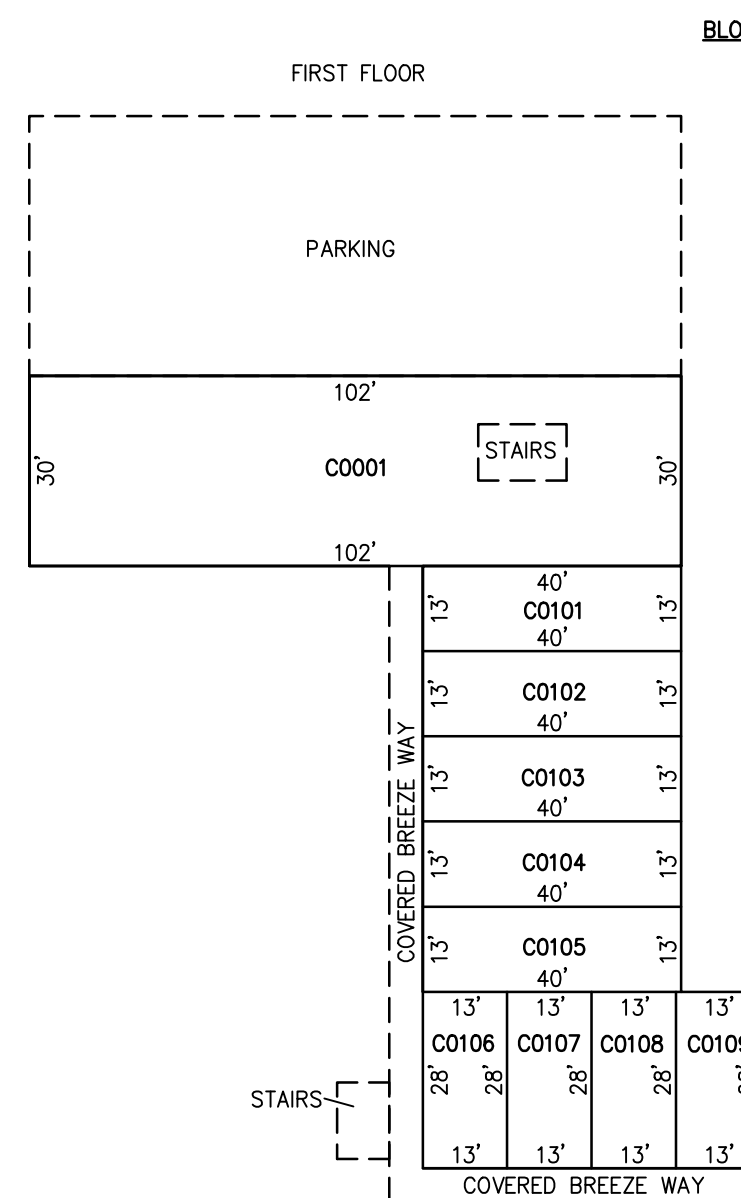 BLO
FIRST FLOOR
PARKING
102'
30'
C0001
STAIRS
30'
102'
40'
13'
C0101
13'
40'
13'
C0102
13'
40'
13'
C0103
13'
40'
13'
C0104
13'
40'
13'
C0105
13'
40'
COVERED BREEZE WAY
13'
13'
13'
13'
C0106
C0107
C0108
C0109
28'
28'
28'
28'
STAIRS
13'
13'
13'
13'
COVERED BREEZE WAY